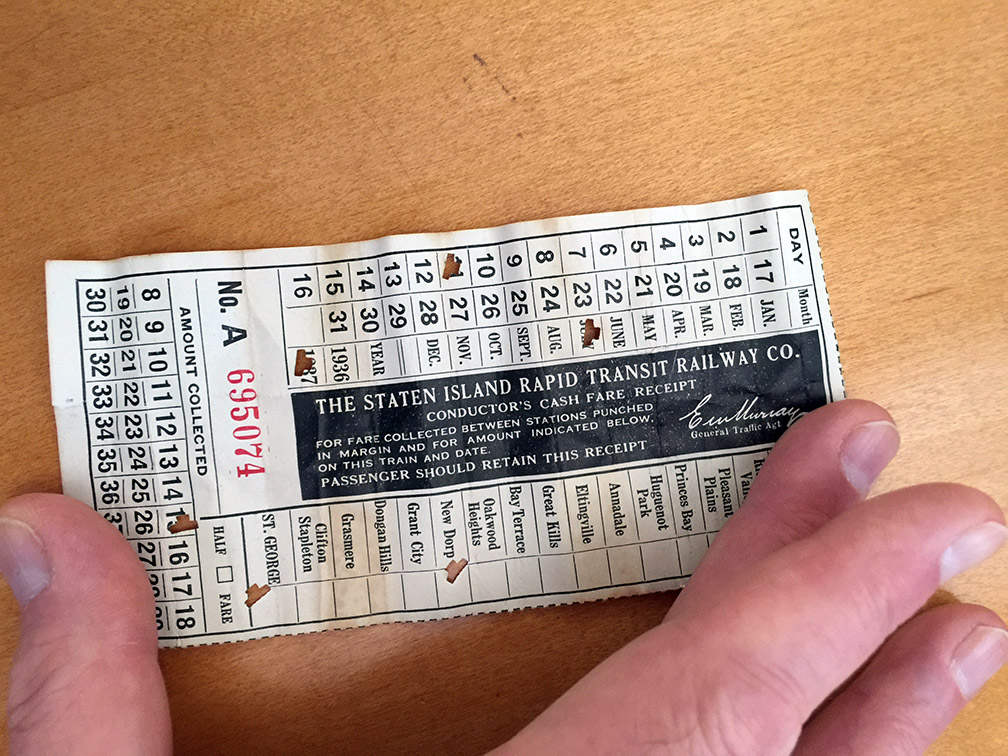 DAY Month
1 17 JAN.
2 18 FEB.
3 19 MAR.
4 20 APR.
5 21 MAY
6 22 JUNE
7 23
8 24 AUG.
9 25 SEPT.
10 26 OCT.
27 NOV.
12 28 DEC.
13 29
14 30 YEAR
15 31 1936
16
THE STATEN ISLAND RAPID TRANSIT RAILWAY CO.
CONDUCTOR'S CASH FARE RECEIPT
FOR FARE COLLECTED BETWEEN STATIONS PUNCHED
IN MARGIN AND FOR AMOUNT INDICATED BELOW,
ON THIS TRAIN AND DATE.
PASSENGER SHOULD RETAIN THIS RECEIPT
Murray
General Traffic Agt
Pleasant
Plains
Princes Bay
Huguenot
Park
Annadale
Eltingville
Great Kills
Bay Terrace
Oakwood
Heights
New Dorp
Grant City
Dongan Hills
Grasmere
Clifton
Stapleton
ST. GEORGE
No. A 695074
HALF □ FARE
AMOUNT COLLECTED
8 9 10 11 12 13 14 16 17 18
19 20 21 22 23 24 25 26 27
30 31 32 33 34 35 36